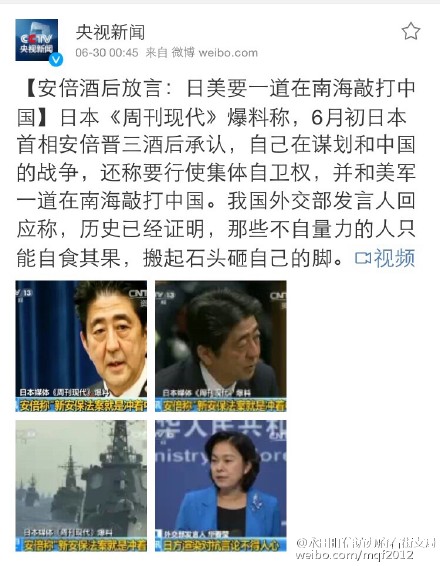 央视新闻
06-30 00:45 来自 微博 weibo.com
【安倍酒后放言：日美要一道在南海敲打中
国】日本《周刊现代》爆料称，6月初日本
首相安倍晋三酒后承认，自己在谋划和中国
的战争，还称要行使集体自卫权，并和美军
一道在南海敲打中国。我国外交部发言人回
应称，历史已经证明，那些不自量力的人只
能自食其果，搬起石头砸自己的脚。视频
CCTV
央视新闻
日本媒体《周刊现代》爆料
安倍称"新安保法案就是冲着
日本媒体《周刊现代》爆料
安倍称"新安保法案就是冲着
日本媒体《周刊现代》爆料
安倍称"新安保法案就是冲着
华人民共和
Ministry
外交部发言人 华春莹
日方渲染对抗言论不得人心
weibo.com/mqf2012